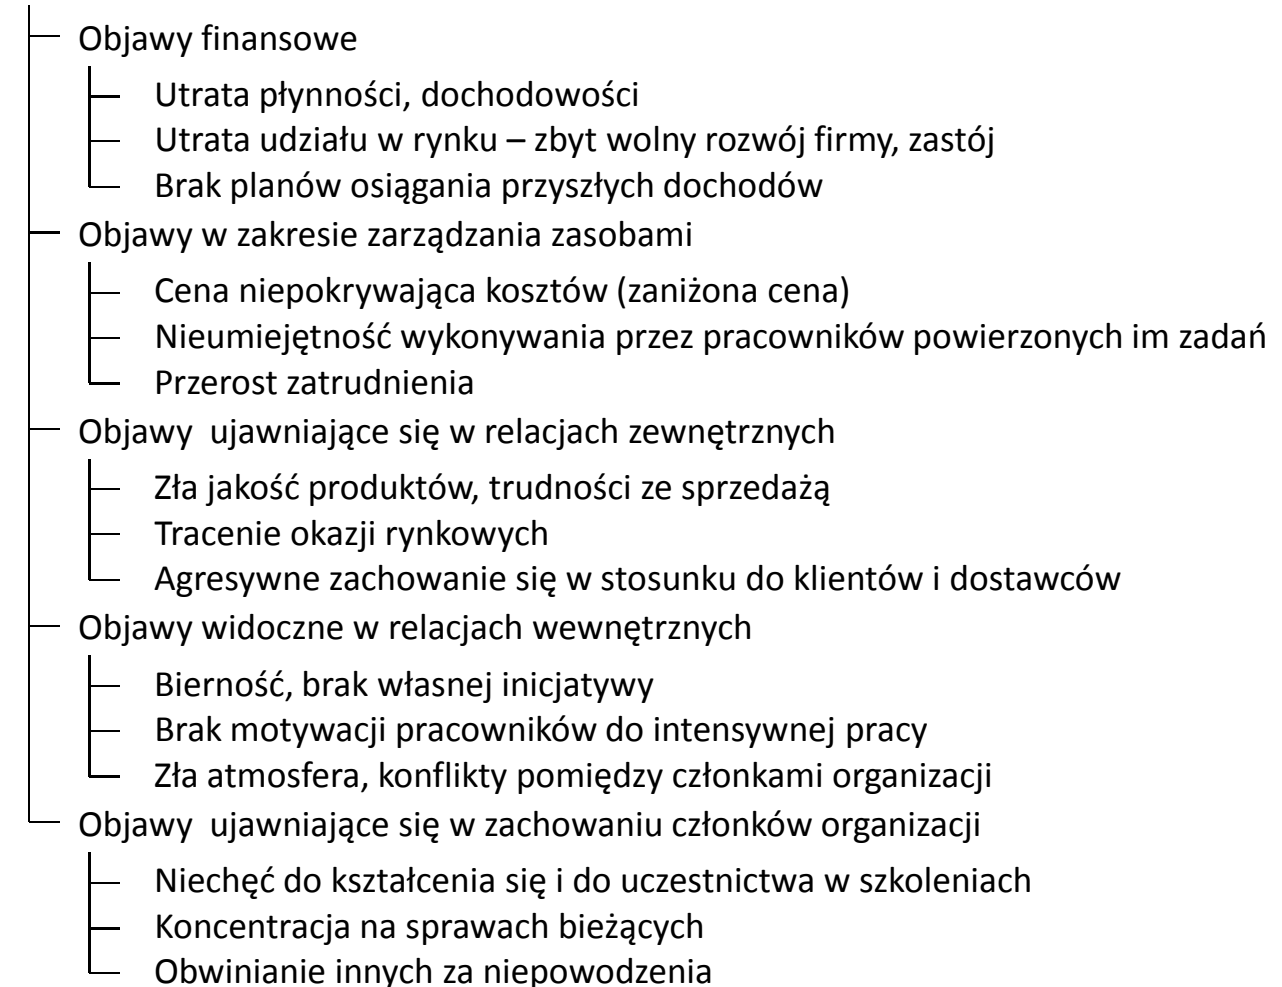 Objawy finansowe
Utrata płynności, dochodowości
Utrata udziału w rynku – zbyt wolny rozwój firmy, zastój
Brak planów osiągania przyszłych dochodów
Objawy w zakresie zarządzania zasobami
Cena niepokrywająca kosztów (zaniżona cena)
Nieumiejętność wykonywania przez pracowników powierzonych im zadań
Przerost zatrudnienia
Objawy  ujawniające się w relacjach zewnętrznych
Zła jakość produktów, trudności ze sprzedażą
Tracenie okazji rynkowych
Agresywne zachowanie się w stosunku do klientów i dostawców
Objawy widoczne w relacjach wewnętrznych
Bierność, brak własnej inicjatywy
Brak motywacji pracowników do intensywnej pracy
Zła atmosfera, konflikty pomiędzy członkami organizacji
Objawy  ujawniające się w zachowaniu członków organizacji
Niechęć do kształcenia się i do uczestnictwa w szkoleniach
Koncentracja na sprawach bieżących
Obwinianie innych za niepowodzenia